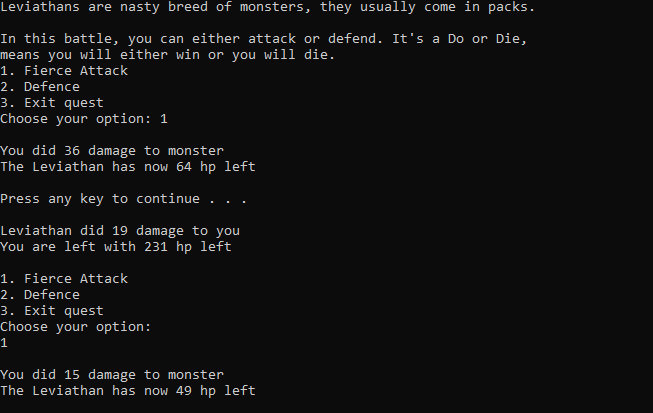 Leviathans are nasty breed of monsters, they usually come in packs.
In this battle, you can either attack or defend. It's a Do or Die,
means you will either win or you will die.
1. Fierce Attack
2. Defence
3. Exit quest
Choose your option: 1
You did 36 damage to monster
The Leviathan has now 64 hp left
Press any key to continue . . .
Leviathan did 19 damage to you
You are left with 231 hp left
1. Fierce Attack
2. Defence
3. Exit quest
Choose your option:
1
You did 15 damage to monster
The Leviathan has now 49 hp left